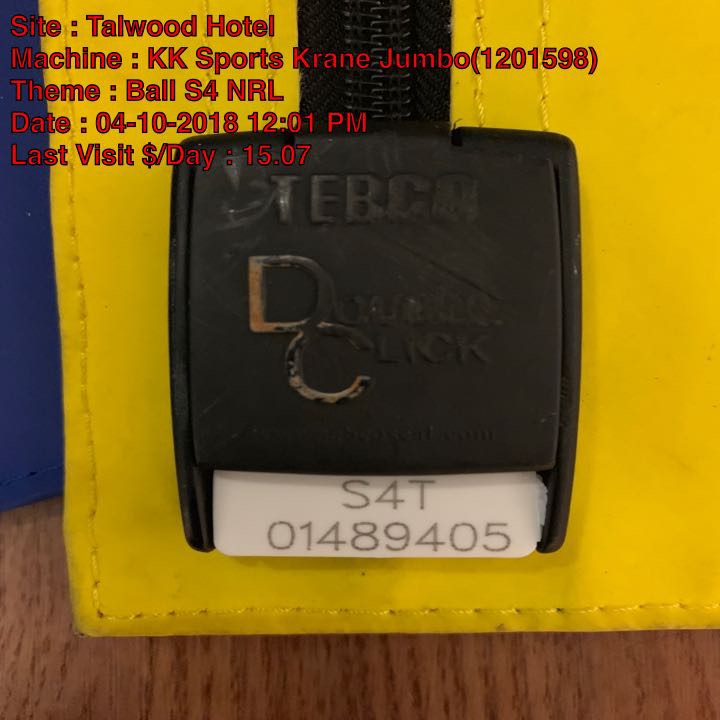 Site : Talwood Hotel
Machine : KK Sports Krane Jumbo(1201598)
Theme : Ball S4 NRL
Date : 04-10-2018 12:01 PM
Last Visit $/Day : 15.07
TEBCO
Double
CLICK
S4T
01489405